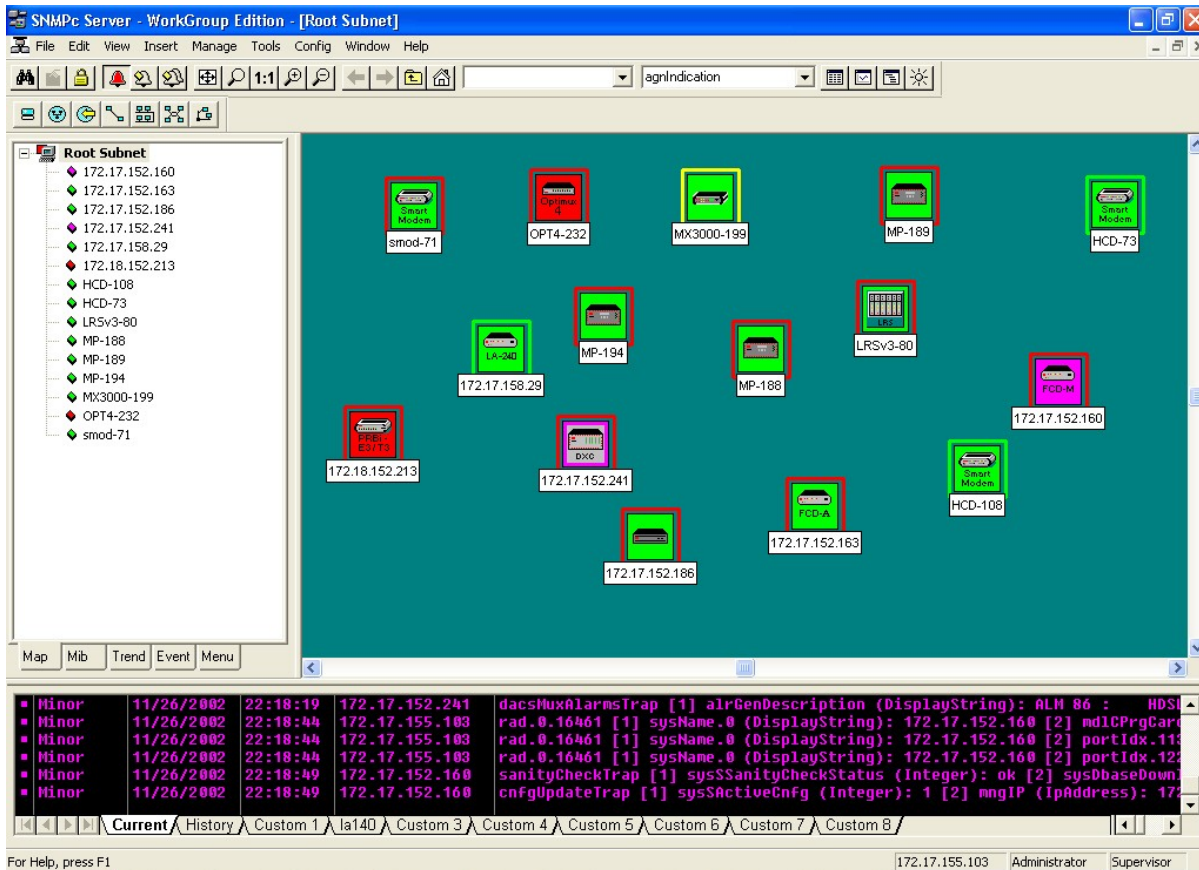 SNMPc Server - WorkGroup Edition - [Root Subnet]
File Edit View Insert Manage Tools Config Window Help
1:1 agnIndication
Root Subnet
172.17.152.160
172.17.152.163
172.17.152.186
172.17.152.241
172.17.158.29
172.18.152.213
HCD-108
HCD-73
LRSv3-80
MP-188
MP-189
MP-194
MX3000-199
OPT4-232
smod-71
Map Mib Trend Event Menu
Smart
Modem
smod-71
Optimux
4
OPT4-232
MX3000-199
MP-189
Smart
Modem
HCD-73
LA-240
172.17.158.29
MP-194
MP-188
LRS
LRSv3-80
FCD-M
172.17.152.160
PRBi -
E3/T3
172.18.152.213
DXC
172.17.152.241
172.17.152.186
FCD-A
172.17.152.163
Smart
Modem
HCD-108
Minor 11/26/2002 22:18:19 172.17.152.241 dacsMuxAlarmsTrap [1] alrGenDescription (DisplayString): ALM 86 :
Minor 11/26/2002 22:18:44 172.17.155.103 rad.0.16461 [1] sysName.0 (DisplayString): 172.17.152.160 [2] mdlCPrgCard
Minor 11/26/2002 22:18:44 172.17.155.103 rad.0.16461 [1] sysName.0 (DisplayString): 172.17.152.160 [2] portIdx.113
Minor 11/26/2002 22:18:44 172.17.155.103 rad.0.16461 [1] sysName.0 (DisplayString): 172.17.152.160 [2] portIdx.122
Minor 11/26/2002 22:18:49 172.17.152.160 sanityCheckTrap [1] sysSSanityCheckStatus (Integer): ok [2] sysDbaseDownl
Minor 11/26/2002 22:18:49 172.17.152.160 cnfgUpdateTrap [1] sysSActiveCnfg (Integer): 1 [2] mngIP (IpAddress): 172
Current History Custom 1 la140 Custom 3 Custom 4 Custom 5 Custom 6 Custom 7 Custom 8
For Help, press F1 172.17.155.103 Administrator Supervisor